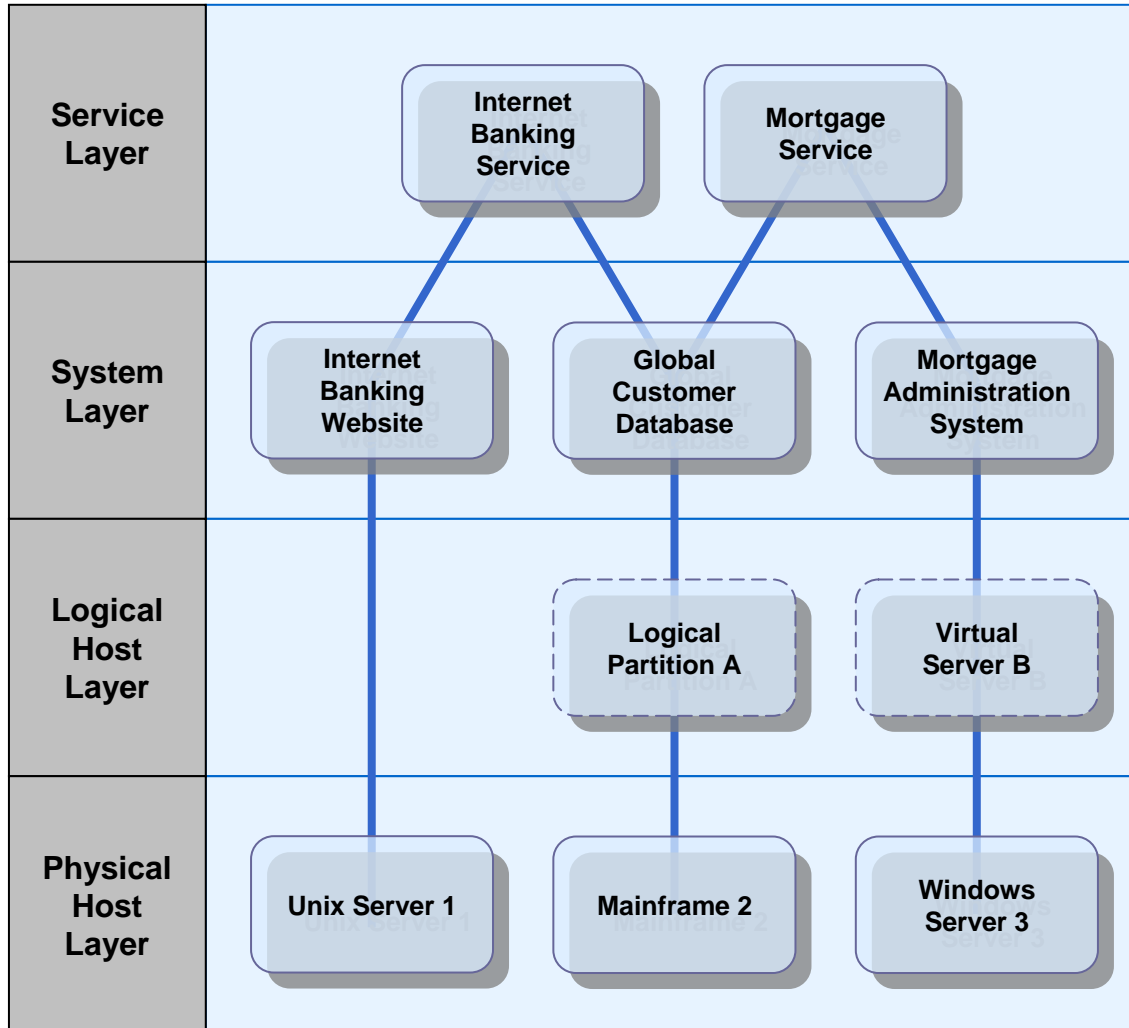 Service
Layer
Internet
Banking
Service
Mortgage
Service
System
Layer
Internet
Banking
Website
Global
Customer
Database
Mortgage
Administration
System
Logical
Host
Layer
Logical
Partition A
Virtual
Server B
Physical
Host
Layer
Unix Server 1
Mainframe 2
Windows
Server 3